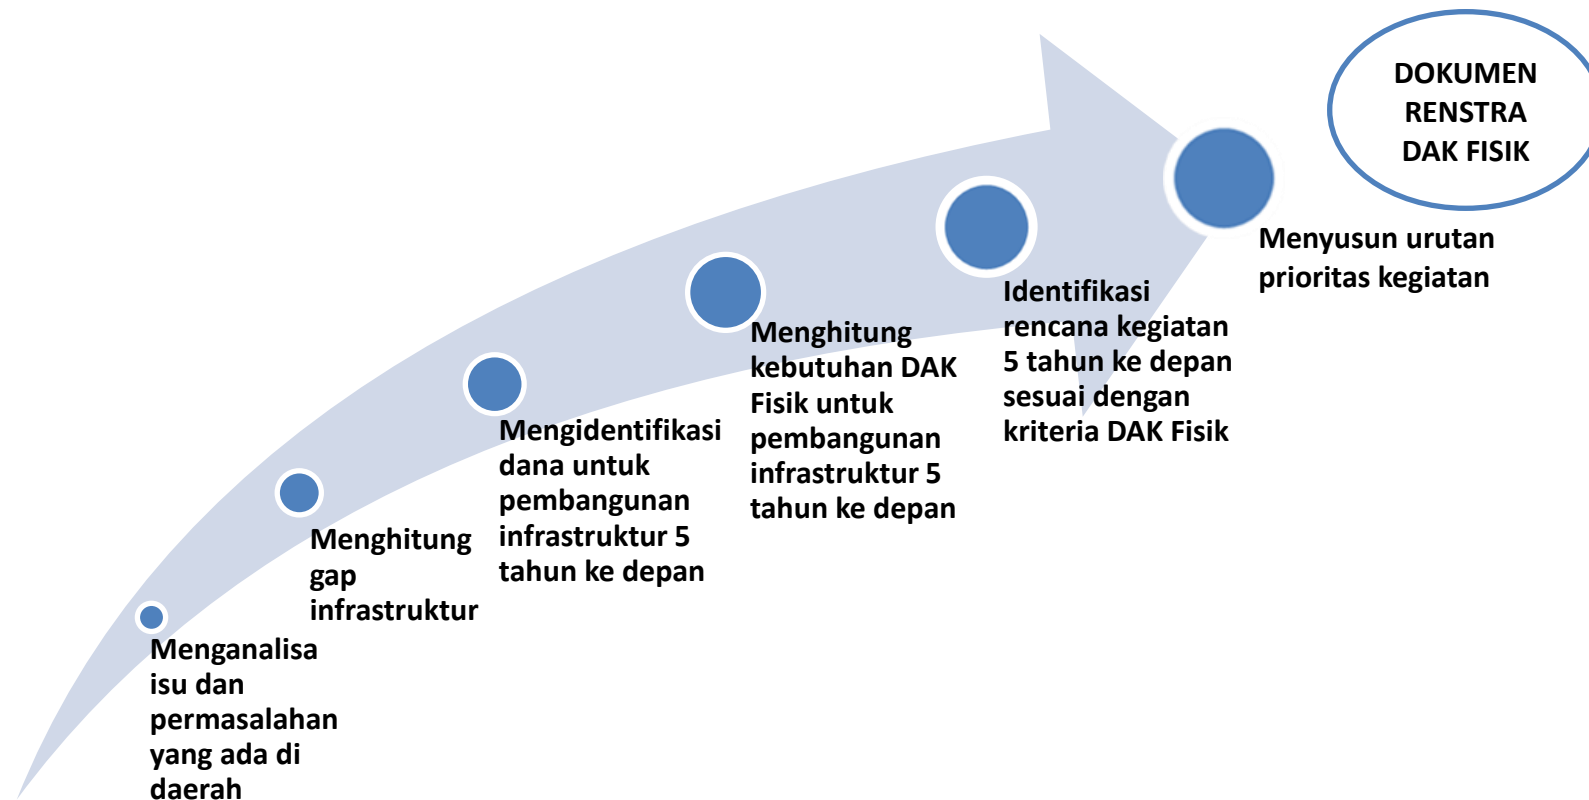 Menganalisa
isu dan
permasalahan
yang ada di
daerah
Menghitung
gap
infrastruktur
Mengidentifikasi
dana untuk
pembangunan
infrastruktur 5
tahun ke depan
Menghitung
kebutuhan DAK
Fisik untuk
pembangunan
infrastruktur 5
tahun ke depan
Identifikasi
rencana kegiatan
5 tahun ke depan
sesuai dengan
kriteria DAK Fisik
Menyusun urutan
prioritas kegiatan
DOKUMEN
RENSTRA
DAK FISIK